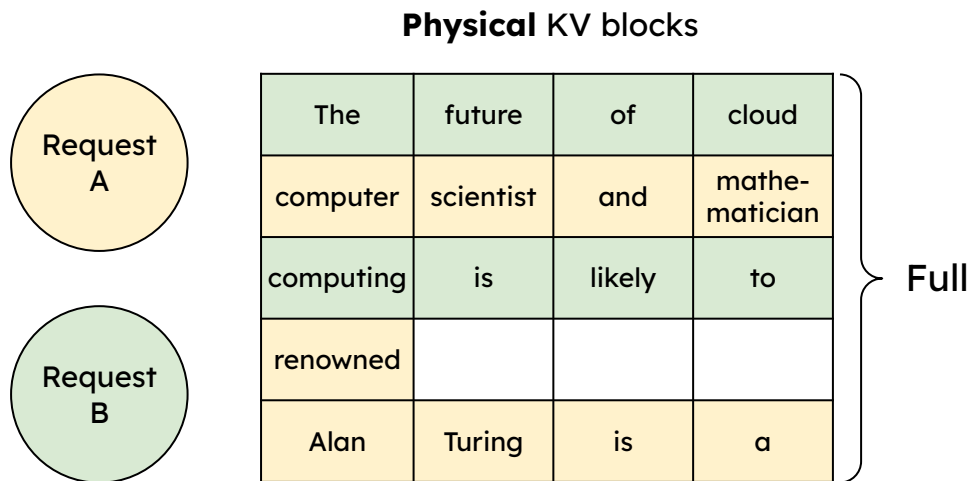 Physical KV blocks
Request
A
The future of cloud
computer scientist and mathe-
matician
computing is likely to
Full
Request
B
renowned
Alan Turing is a